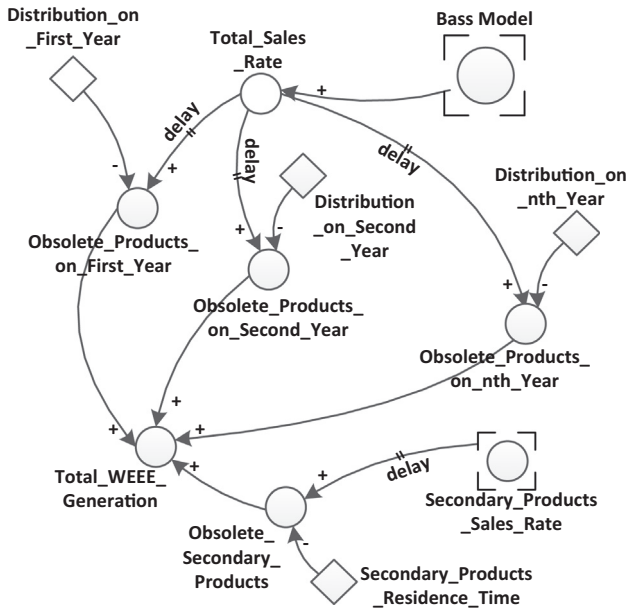 Distribution_on
_First_Year
Total_Sales
_Rate
Bass Model
+
delay
delay
delay
-
+
Distribution_on
_nth_Year
Distribution
_on_Second
_Year
+
-
Obsolete_Products_
on_First_Year
Obsolete_Products_
on_Second_Year
+
-
Obsolete_Products_
on_nth_Year
+
+
+
Total_WEEE_
Generation
+
+
delay
Secondary_Products
_Sales_Rate
Obsolete_
Secondary_
Products
-
Secondary_Products
_Residence_Time